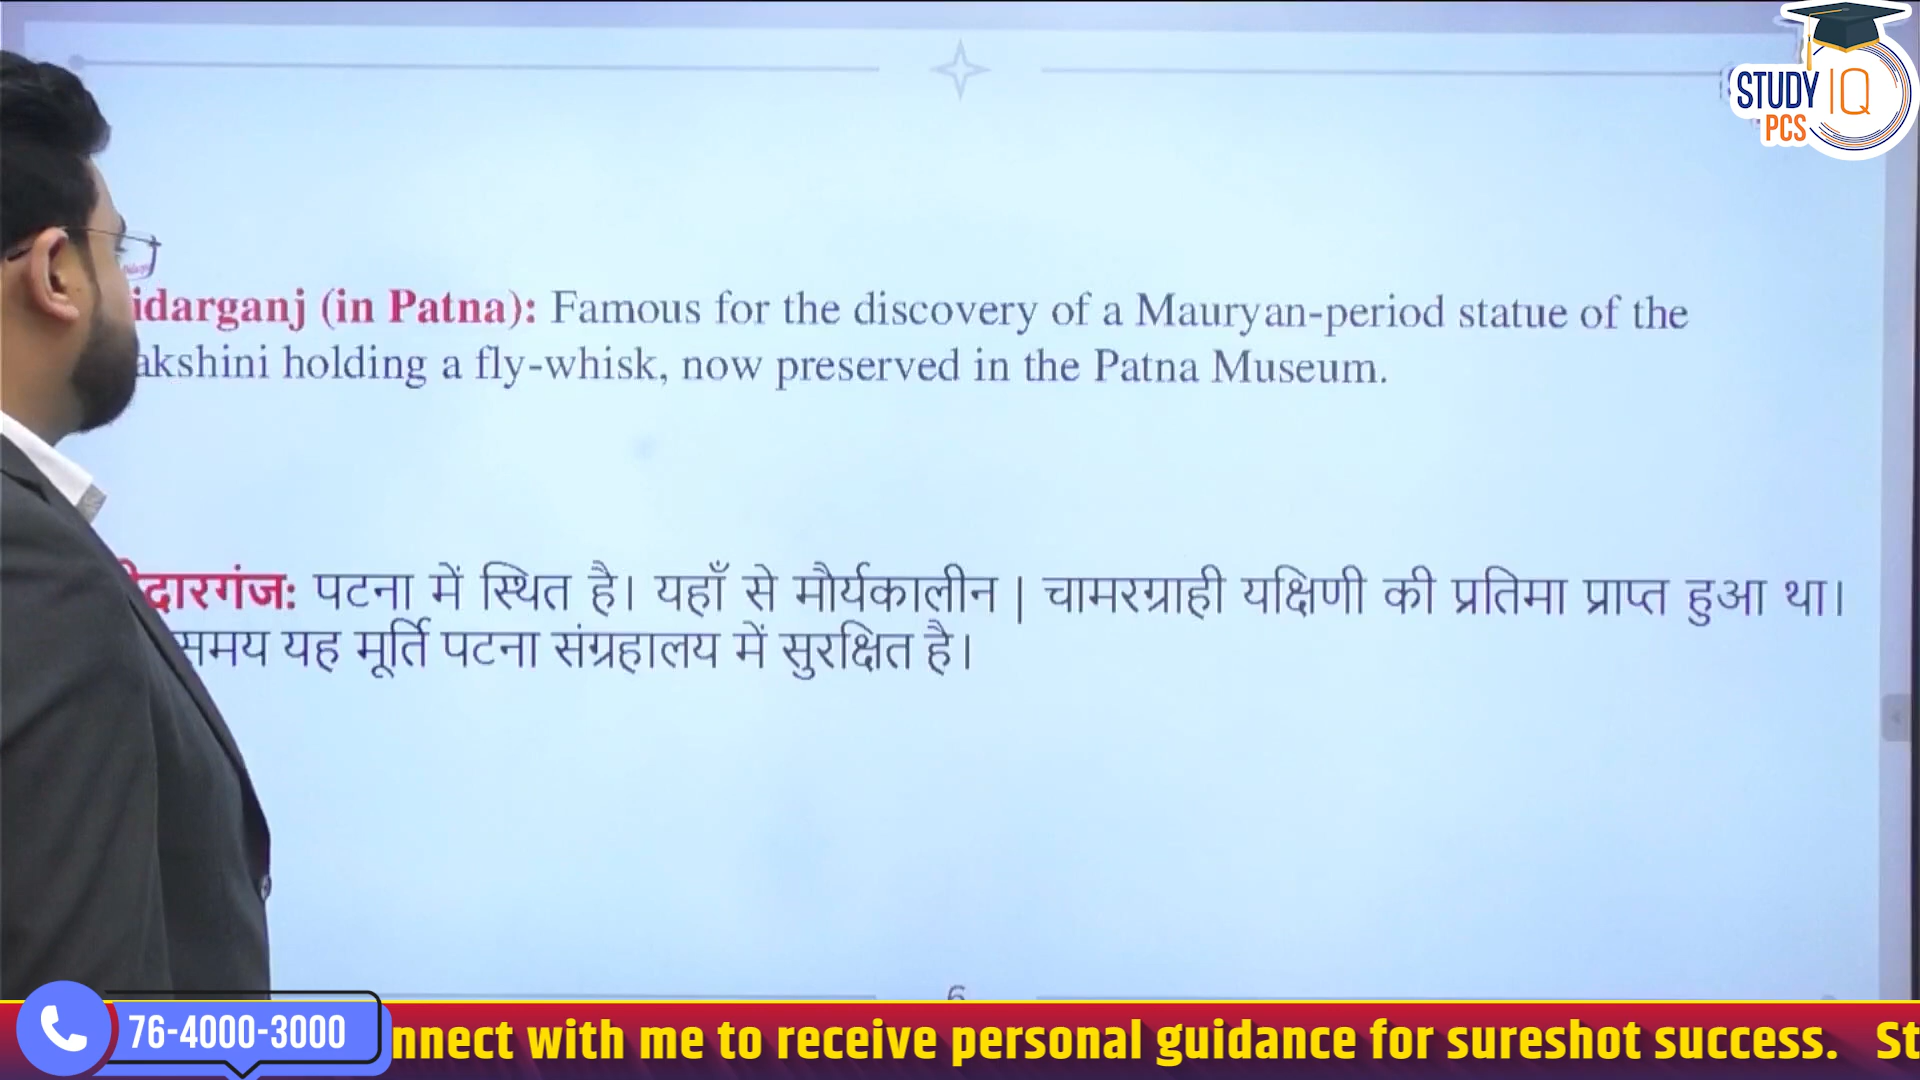 STUDY IQ
PCS
idarganj (in Patna): Famous for the discovery of a Mauryan-period statue of the
akshini holding a fly-whisk, now preserved in the Patna Museum.
दारगंज: पटना में स्थित है। यहाँ से मौर्यकालीन | चामरग्राही यक्षिणी की प्रतिमा प्राप्त हुआ था।
समय यह मूर्ति पटना संग्रहालय में सुरक्षित है।
6
76-4000-3000
nnect with me to receive personal guidance for sureshot success. St